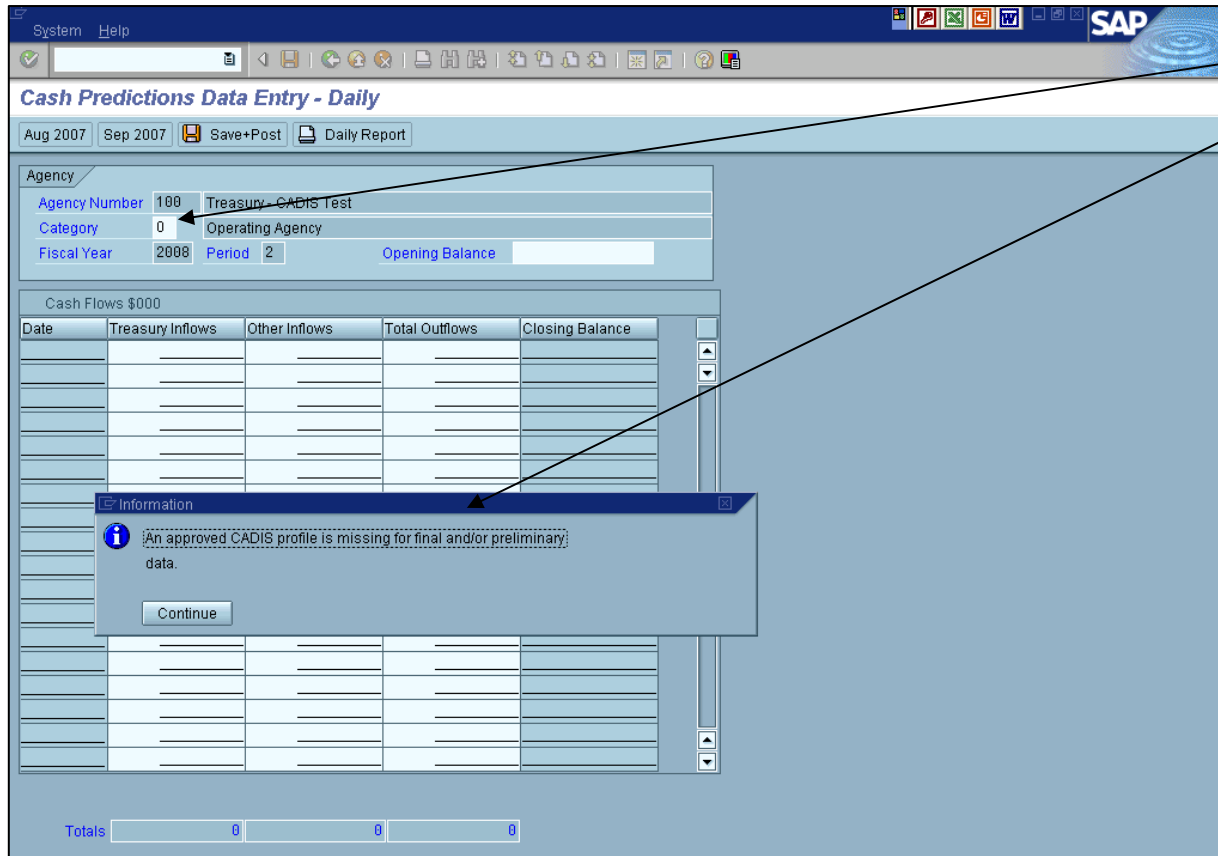 System Help
SAP
Cash Predictions Data Entry - Daily
Aug 2007 Sep 2007 Save+Post Daily Report
Agency
Agency Number 100 Treasury - CADIS Test
Category O Operating Agency
Fiscal Year 2008 Period 2 Opening Balance
Cash Flows $000
Date Treasury Inflows Other Inflows Total Outflows Closing Balance
Information
An approved CADIS profile is missing for final and/or preliminary
data.
Continue
Totals 0 0 0